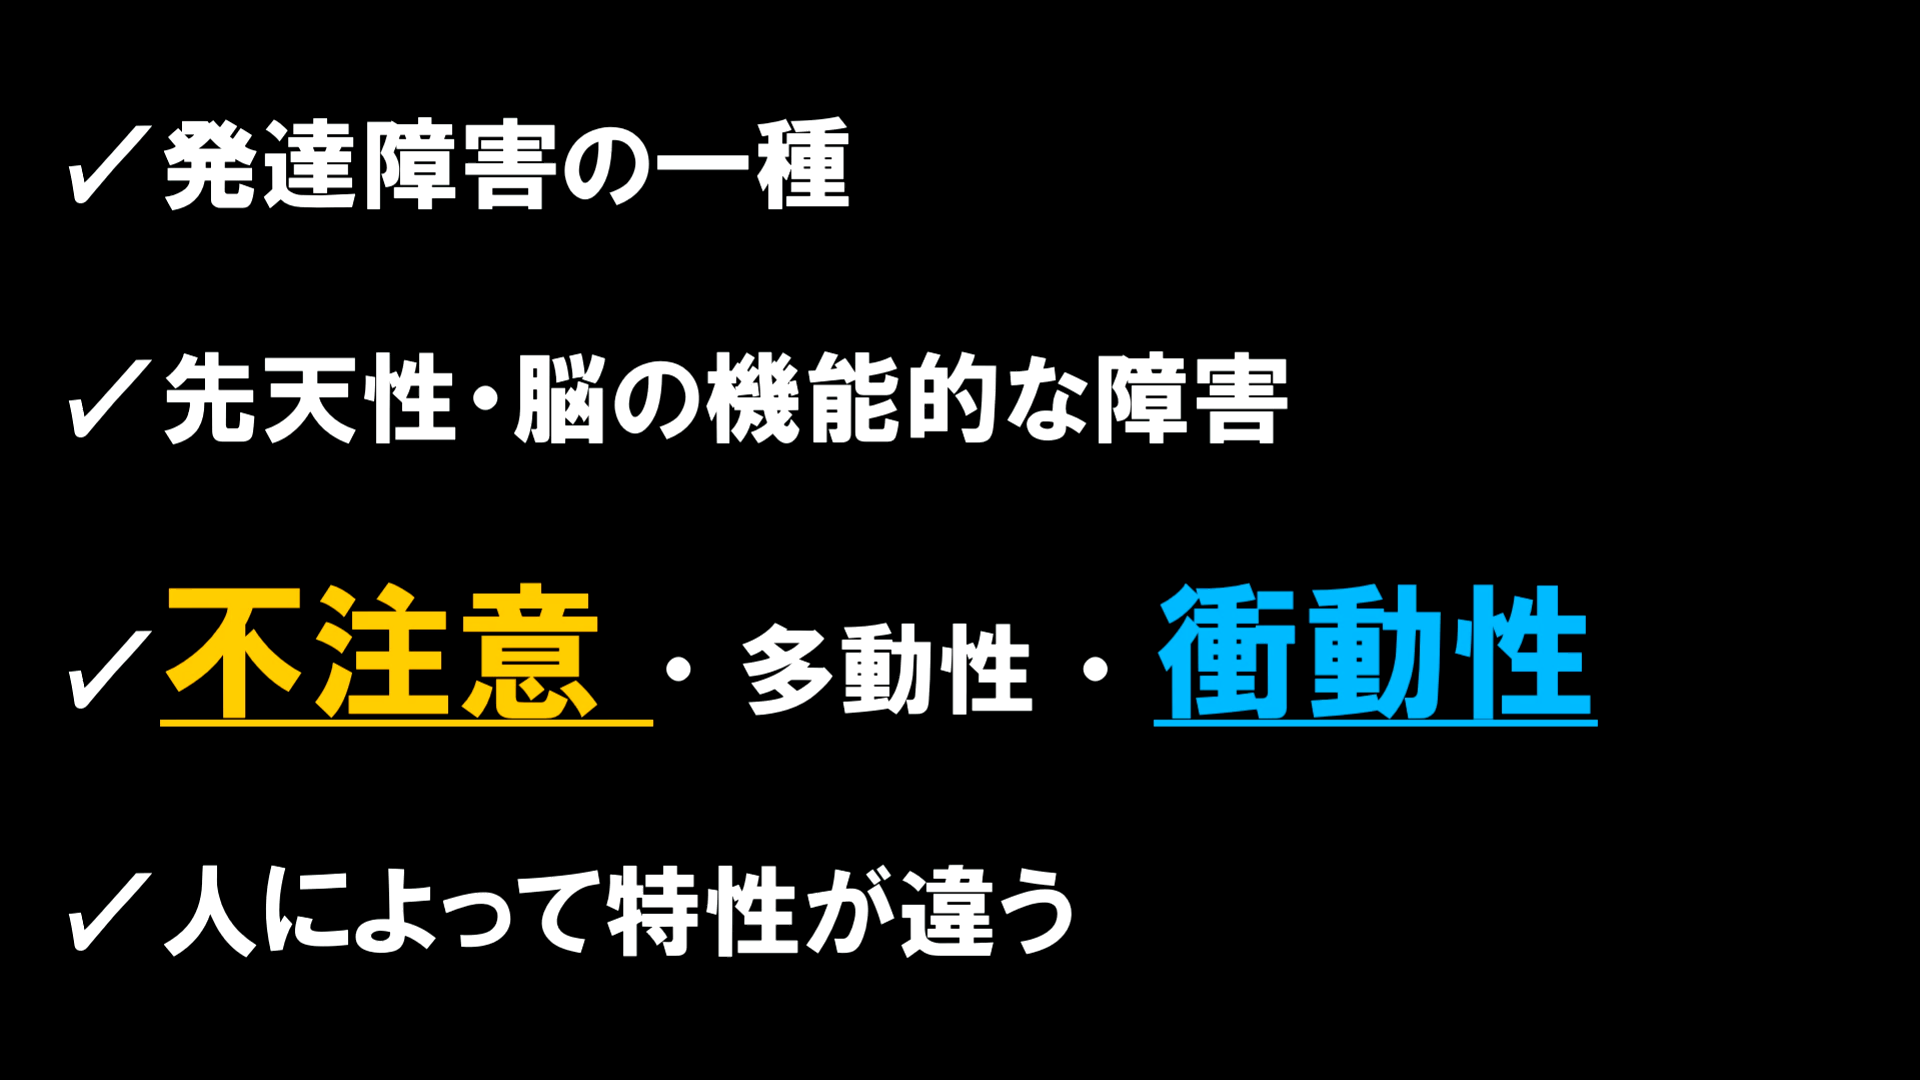 ✓発達障害の一種
✓先天性・脳の機能的な障害
✓不注意 ・ 多動性 ・ 衝動性
✓人によって特性が違う